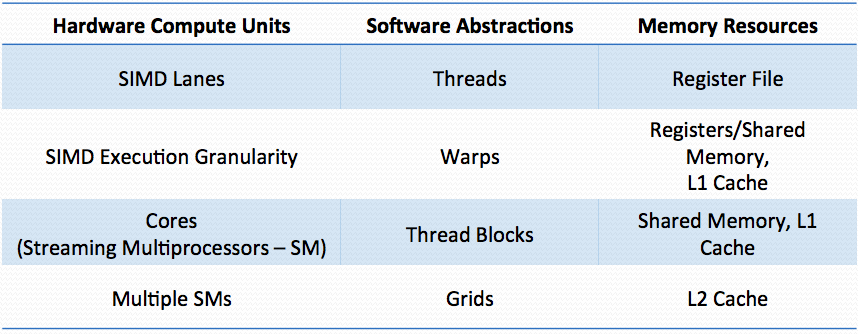 Hardware Compute Units Software Abstractions Memory Resources
SIMD Lanes Threads Register File
SIMD Execution Granularity Warps Registers/Shared
Memory,
L1 Cache
Cores
(Streaming Multiprocessors – SM) Thread Blocks Shared Memory, L1
Cache
Multiple SMs Grids L2 Cache